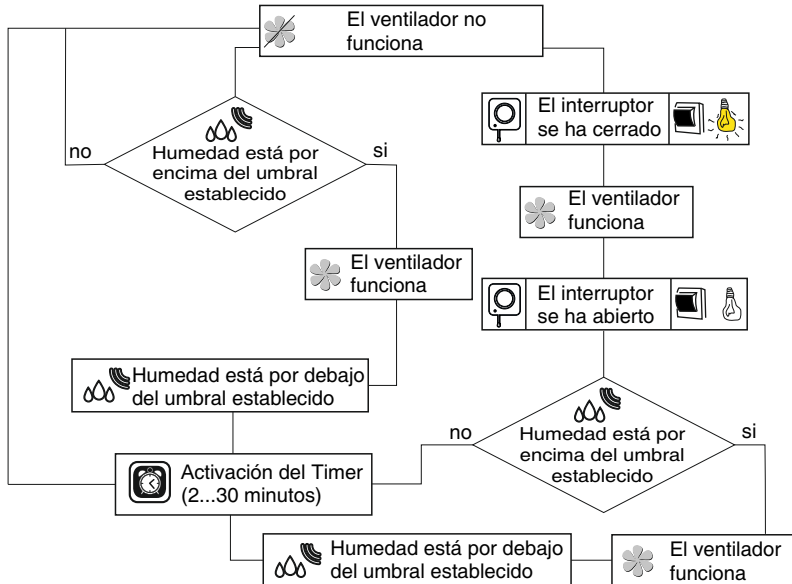 El ventilador no
funciona
El interruptor
se ha cerrado
no
Humedad está por
encima del umbral
establecido
si
El ventilador
funciona
El ventilador
funciona
El interruptor
se ha abierto
Humedad está por debajo
del umbral establecido
no
Humedad está por
encima del umbral
establecido
si
Activación del Timer
(2...30 minutos)
Humedad está por debajo
del umbral establecido
El ventilador
funciona